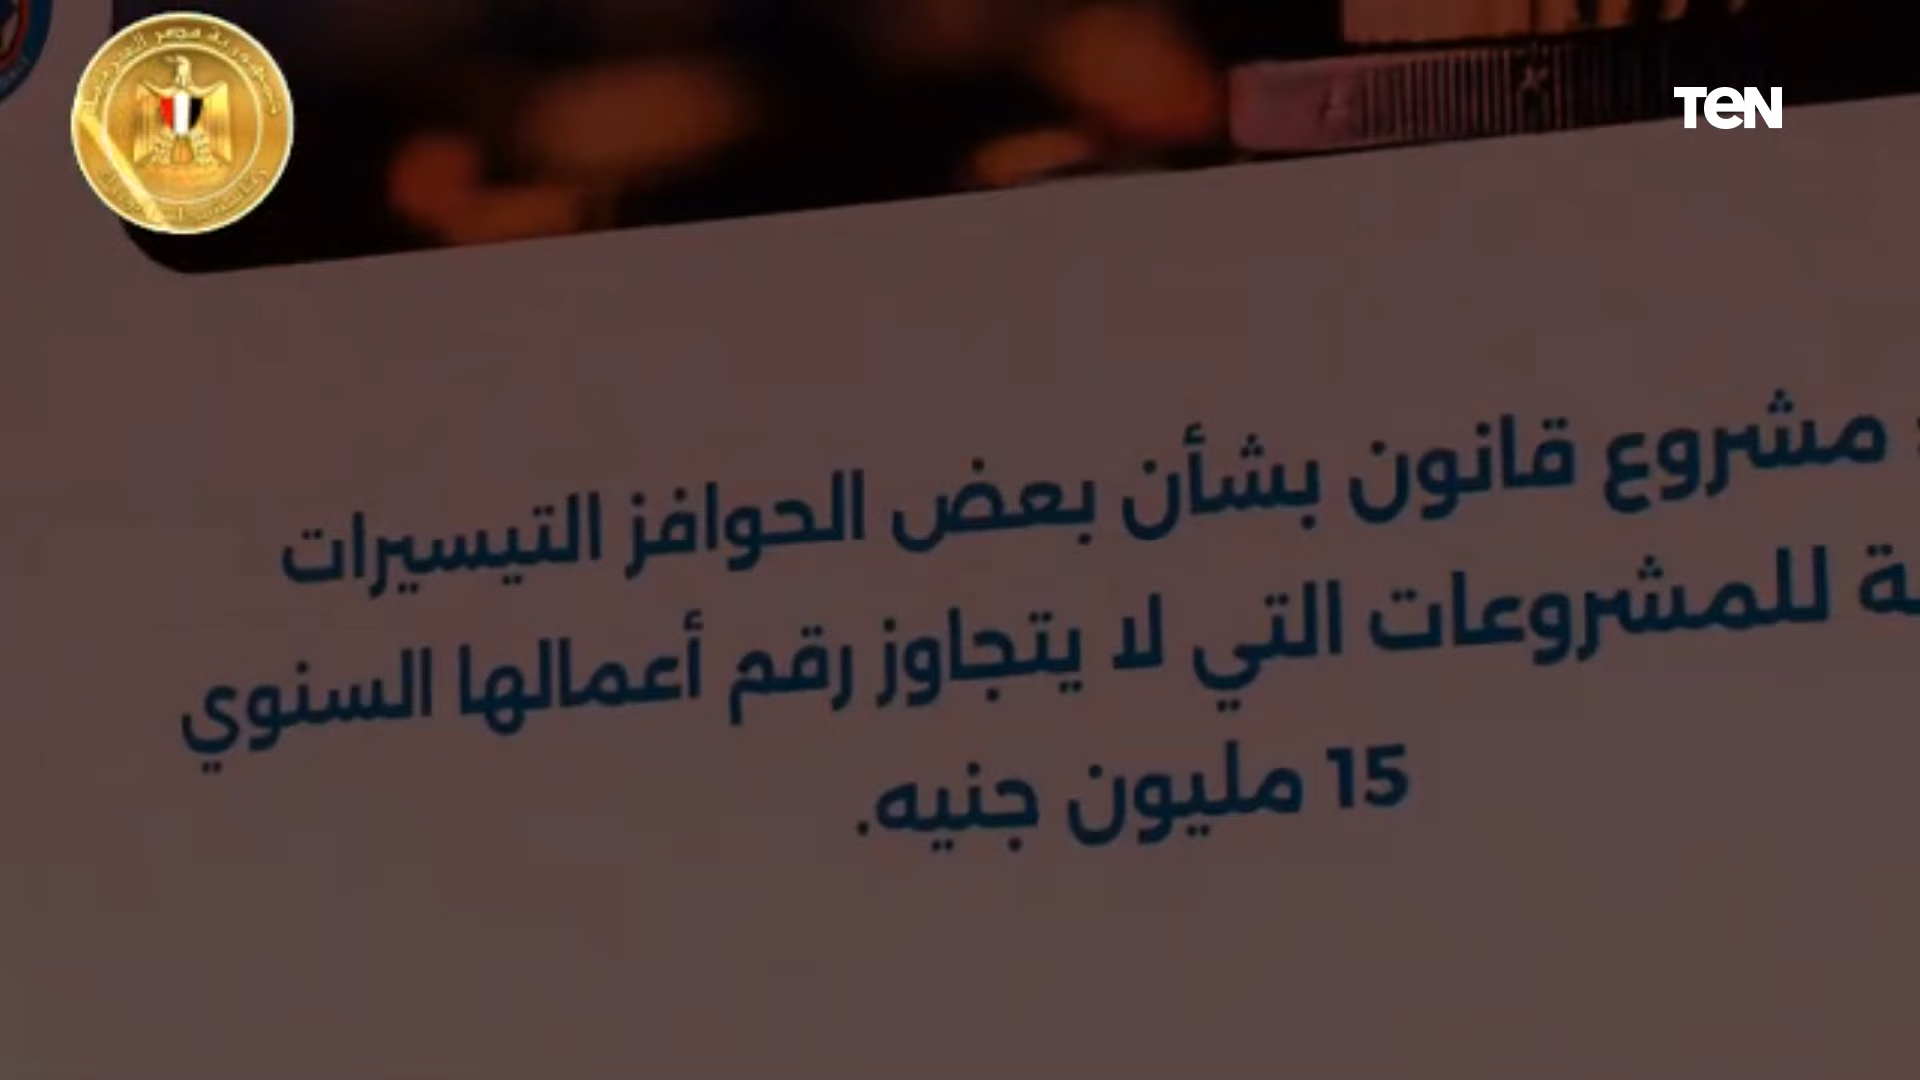 TeN
مشروع قانون بشأن بعض الحوافز التيسيرات
للمشروعات التي لا يتجاوز رقم أعمالها السنوي
15 مليون جنيه.